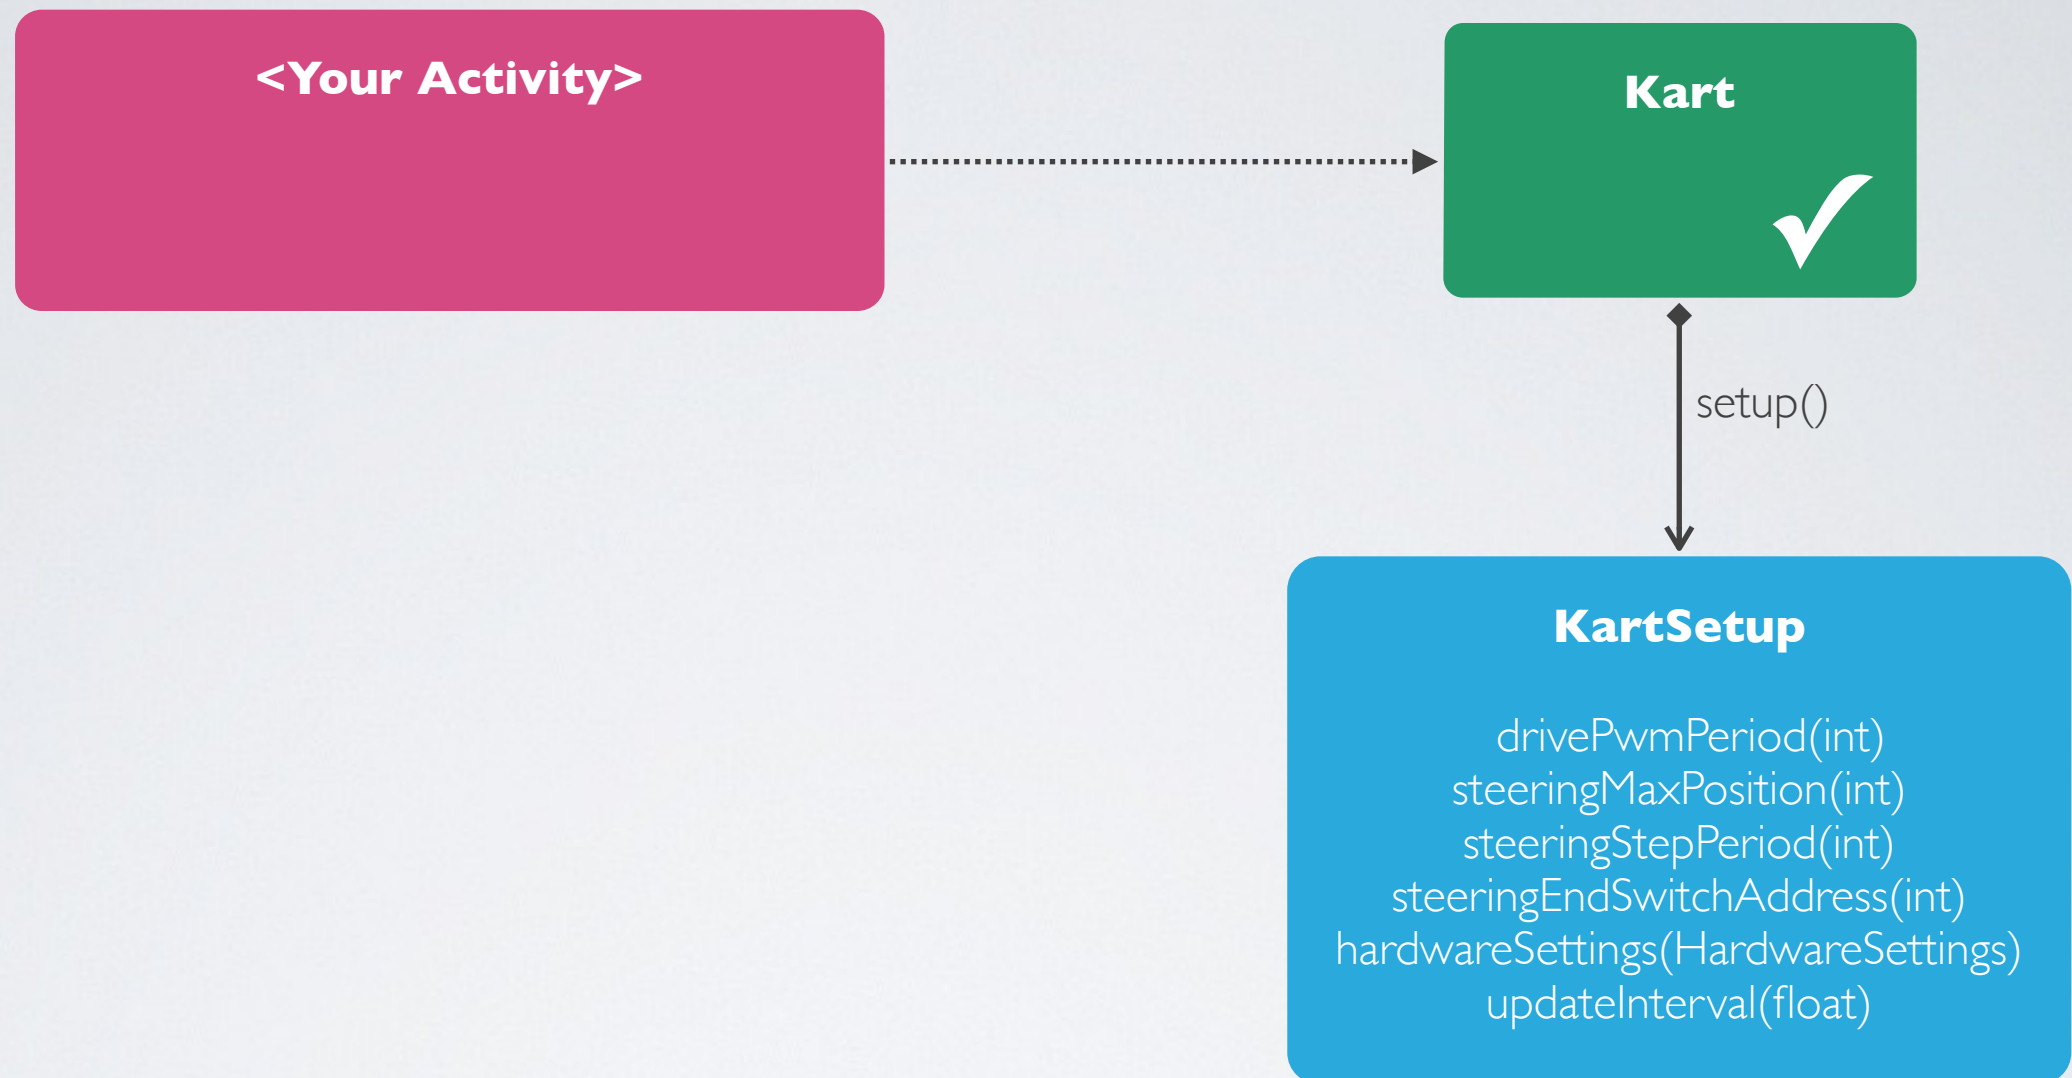 <Your Activity>
Kart
setup()
KartSetup
drivePwmPeriod(int)
steeringMaxPosition(int)
steeringStepPeriod(int)
steeringEndSwitchAddress(int)
hardwareSettings(HardwareSettings)
updateInterval(float)